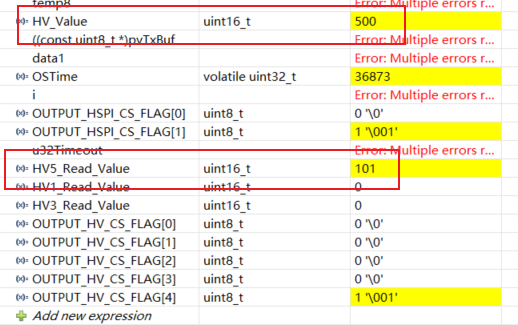 temp8 Error: Multiple errors r...
HV_Value uint16_t 500
((const uint8_t *)pvTxBuf Error: Multiple errors r...
data1 Error: Multiple errors r...
OSTime volatile uint32_t 36873
i Error: Multiple errors r...
OUTPUT_HSPI_CS_FLAG[0] uint8_t 0 '\0'
OUTPUT_HSPI_CS_FLAG[1] uint8_t 1 '\001'
u32Timeout Error: Multiple errors r...
HV5_Read_Value uint16_t 101
HV1_Read_Value uint16_t 0
HV3_Read_Value uint16_t 0
OUTPUT_HV_CS_FLAG[0] uint8_t 0 '\0'
OUTPUT_HV_CS_FLAG[1] uint8_t 0 '\0'
OUTPUT_HV_CS_FLAG[2] uint8_t 0 '\0'
OUTPUT_HV_CS_FLAG[3] uint8_t 0 '\0'
OUTPUT_HV_CS_FLAG[4] uint8_t 1 '\001'
Add new expression